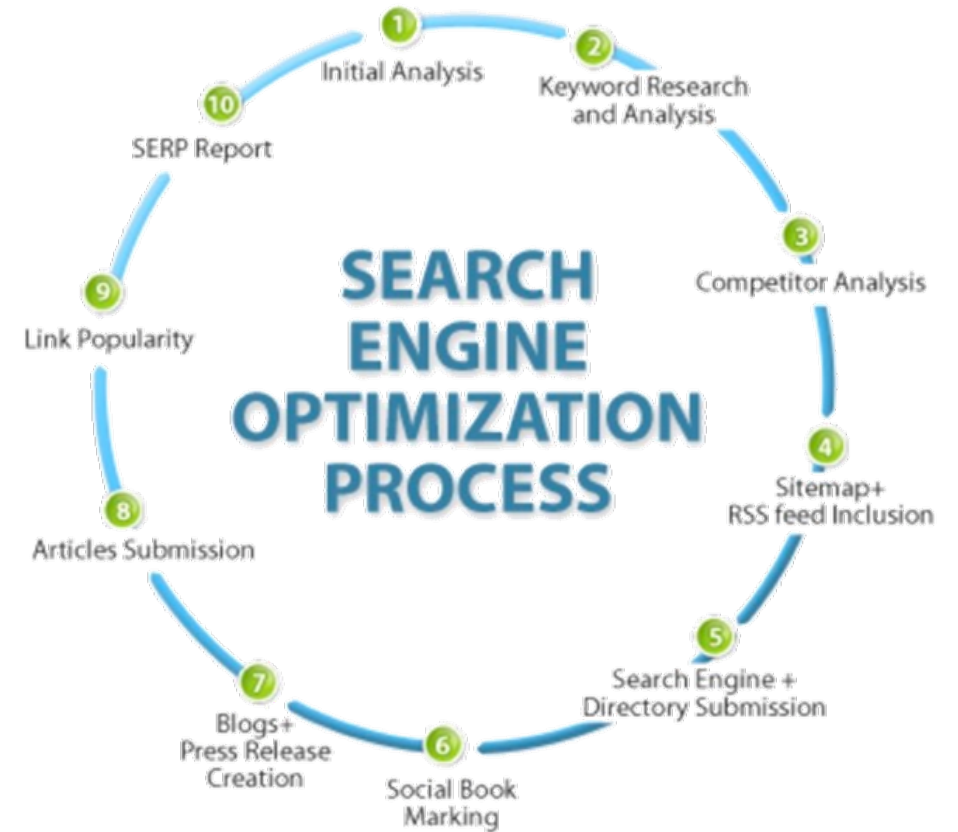 1
Initial Analysis
2
Keyword Research
and Analysis
3
Competitor Analysis
4
Sitemap+
RSS feed Inclusion
5
Search Engine +
Directory Submission
6
Social Book
Marking
7
Blogs+
Press Release
Creation
8
Articles Submission
9
Link Popularity
10
SERP Report
SEARCH
ENGINE
OPTIMIZATION
PROCESS